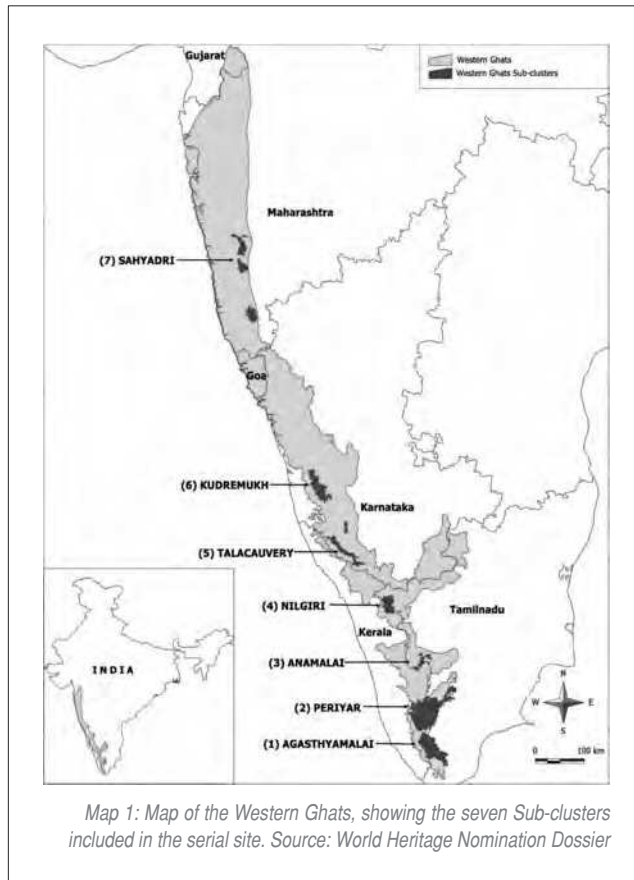 Gujarat
Western Ghats
Western Ghats Sub-clusters
Maharashtra
(7) SAHYADRI
Goa
(6) KUDREMUKH
Karnataka
(5) TALACAUVERY
(4) NILGIRI
Tamilnadu
Kerala
(3) ANAMALAI
INDIA
(2) PERIYAR
N
W E
S
(1) AGASTHYAMALAI
0 100 km
Map 1: Map of the Western Ghats, showing the seven Sub-clusters
included in the serial site. Source: World Heritage Nomination Dossier